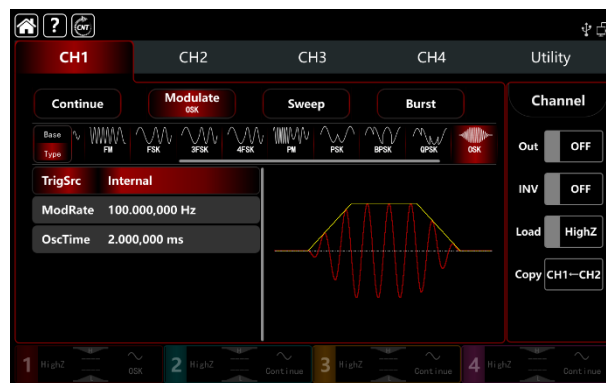 ? CNT
CH1 CH2 CH3 CH4 Utility
Continue Modulate Sweep Burst Channel
OSK
Base
Type FM FSK 3FSK 4FSK PM PSK BPSK QPSK OSK
Out OFF
TrigSrc Internal
INV OFF
ModRate 100.000,000 Hz
Load HighZ
OscTime 2.000,000 ms
Copy CH1←CH2
1 HighZ OSK 2 HighZ Continue 3 HighZ Continue 4 HighZ Continue